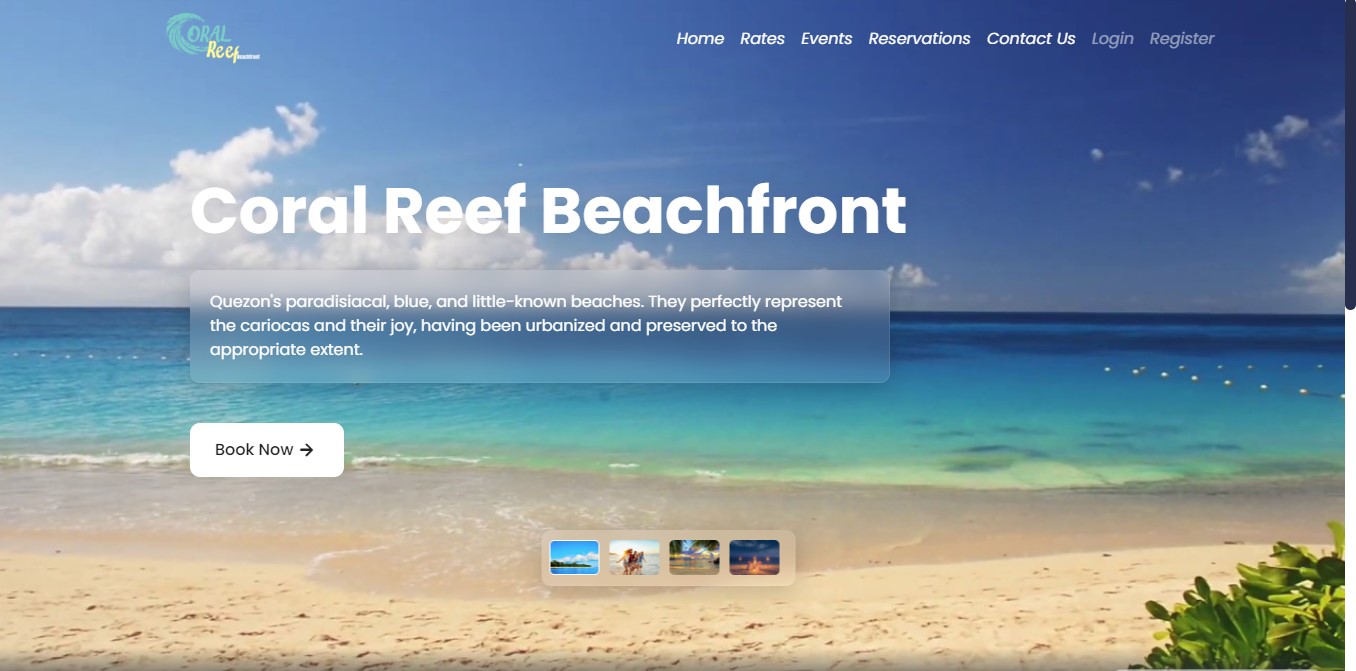 CORAL
Reef
Beachfront
Home Rates Events Reservations Contact Us Login Register
Coral Reef Beachfront
Quezon's paradisiacal, blue, and little-known beaches. They perfectly represent
the cariocas and their joy, having been urbanized and preserved to the
appropriate extent.
Book Now